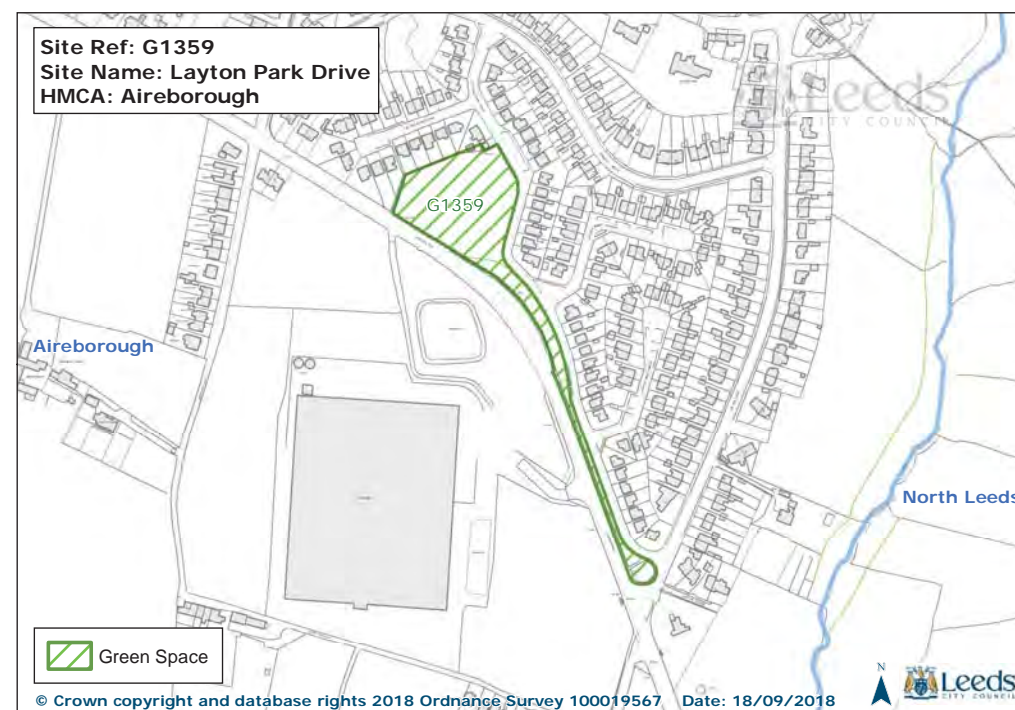 Site Ref: G1359
Site Name: Layton Park Drive
HMCA: Aireborough
Leeds
CITY COUNCIL
G1359
Aireborough
North Leeds
Green Space
N
© Crown copyright and database rights 2018 Ordnance Survey 100019567 Date: 18/09/2018
Leeds
CITY COUNCIL